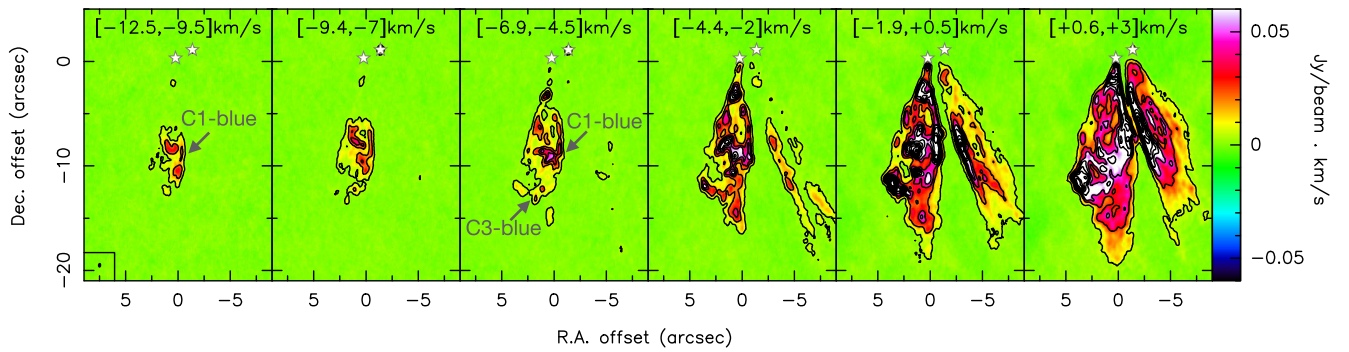 [−12.5,−9.5]km/s [−9.4,−7]km/s [−6.9,−4.5]km/s [−4.4,−2]km/s [−1.9,+0.5]km/s [+0.6,+3]km/s
C1-blue
C1-blue
C3-blue
Dec. offset (arcsec)
0
−10
−20
5 0 −5 5 0 −5 5 0 −5 5 0 −5 5 0 −5 5 0 −5
R.A. offset (arcsec)
0.05
0
−0.05
Jy/beam . km/s